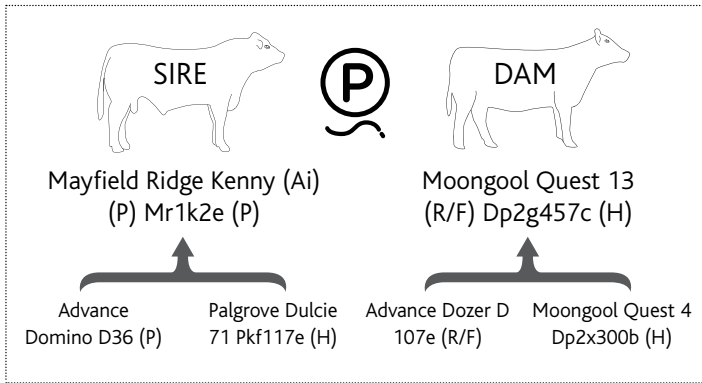 SIRE
P
DAM
Mayfield Ridge Kenny (Ai)
(P) Mr1k2e (P)
Moongool Quest 13
(R/F) Dp2g457c (H)
Advance
Domino D36 (P)
Palgrove Dulcie
71 Pkf117e (H)
Advance Dozer D
107e (R/F)
Moongool Quest 4
Dp2x300b (H)